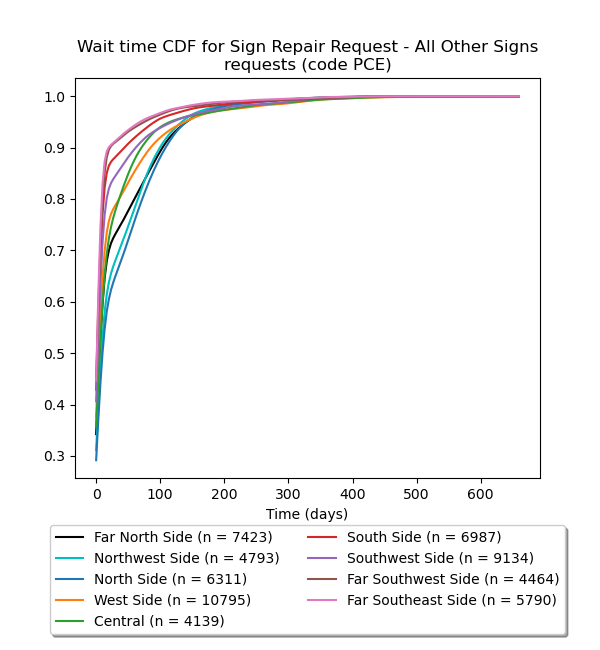 Wait time CDF for Sign Repair Request - All Other Signs
requests (code PCE)
1.0
0.9
0.8
0.7
0.6
0.5
0.4
0.3
0 100 200 300 400 500 600
Time (days)
Far North Side (n = 7423)
Northwest Side (n = 4793)
North Side (n = 6311)
West Side (n = 10795)
Central (n = 4139)
South Side (n = 6987)
Southwest Side (n = 9134)
Far Southwest Side (n = 4464)
Far Southeast Side (n = 5790)